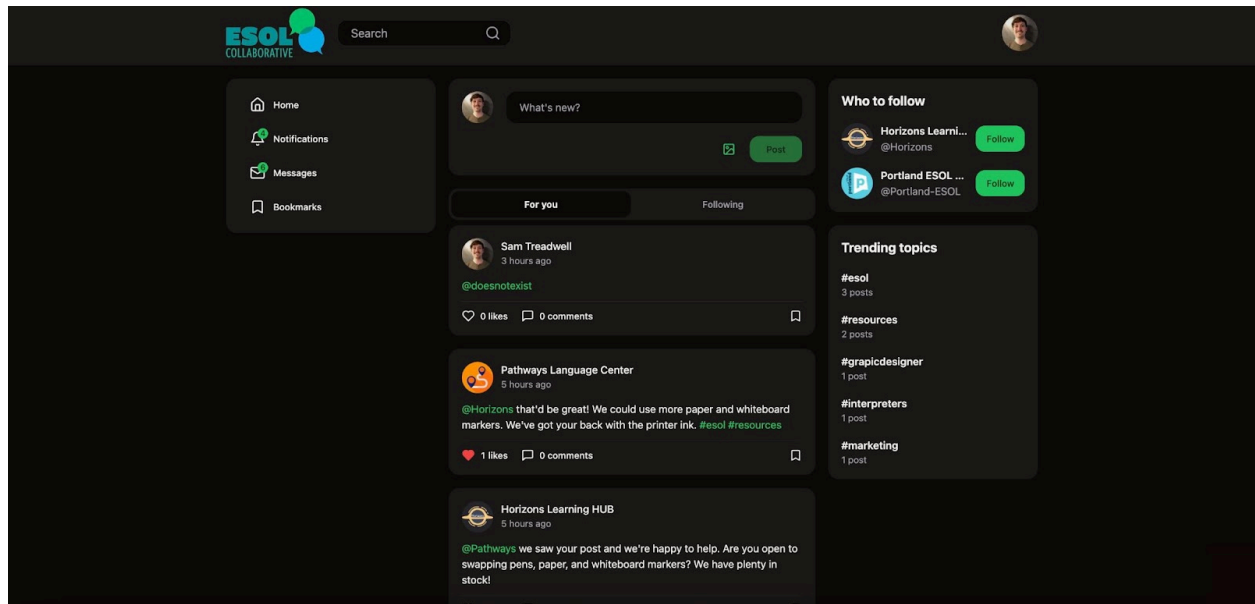 ESOL
COLLABORATIVE
Search
Home
4
Notifications
Messages
Bookmarks
What's new?
Post
For you
Following
Sam Treadwell
3 hours ago
@doesnotexist
0 likes
0 comments
Pathways Language Center
5 hours ago
@Horizons that'd be great! We could use more paper and whiteboard
markers. We've got your back with the printer ink. #esol #resources
1 likes
0 comments
Horizons Learning HUB
5 hours ago
@Pathways we saw your post and we're happy to help. Are you open to
swapping pens, paper, and whiteboard markers? We have plenty in
stock!
Who to follow
Horizons Learni...
@Horizons
Follow
Portland ESOL ...
@Portland-ESOL
Follow
Trending topics
#esol
3 posts
#resources
2 posts
#grapicdesigner
1 post
#interpreters
1 post
#marketing
1 post